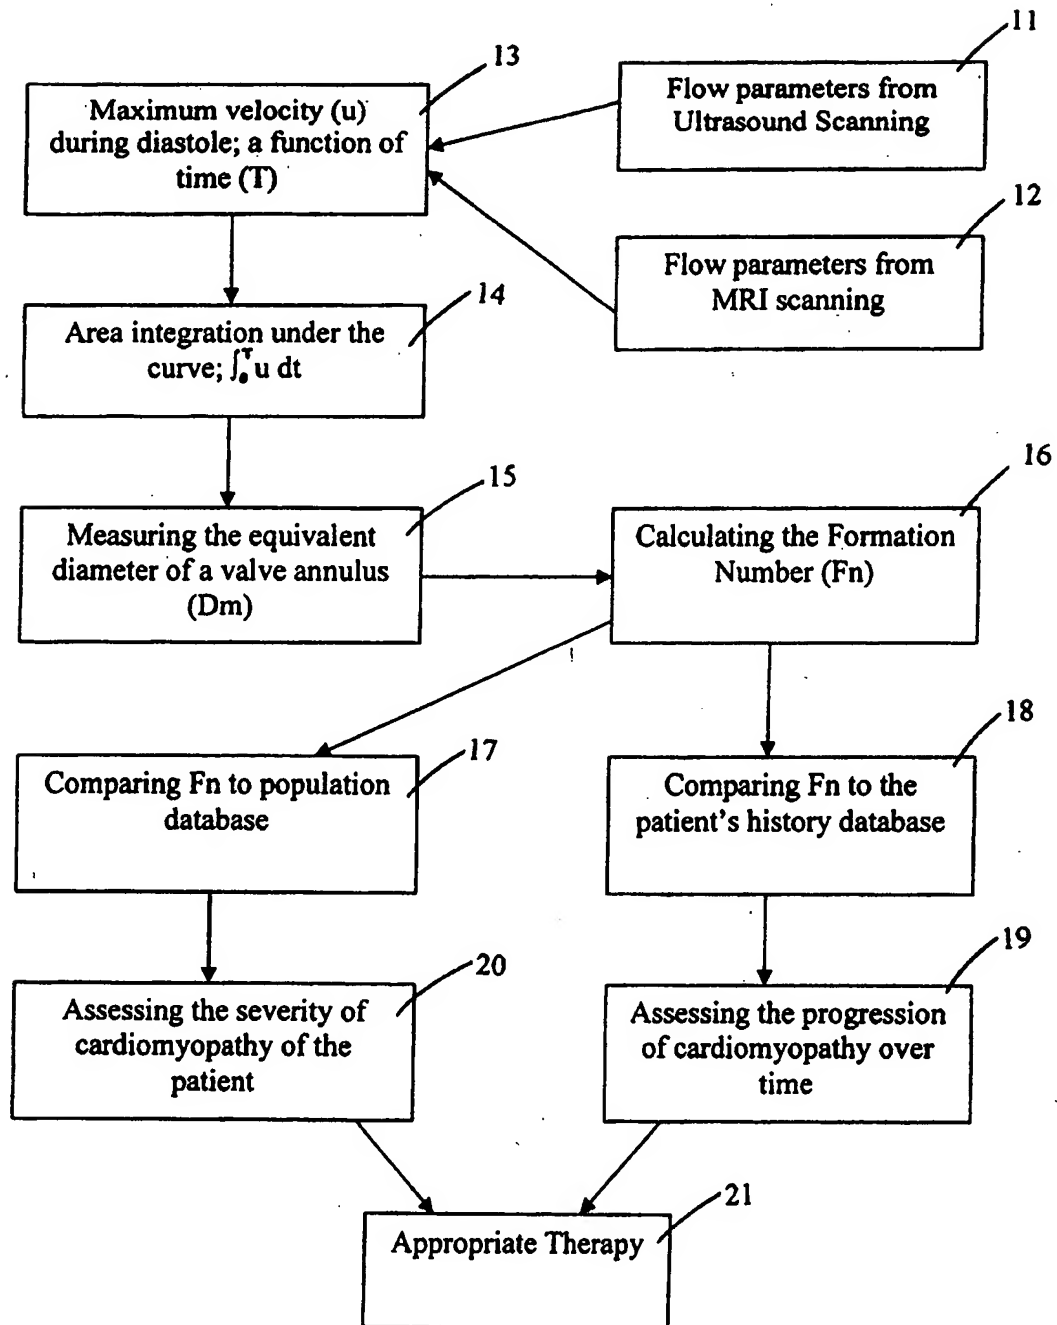 11
13
Flow parameters from
Ultrasound Scanning
Maximum velocity (u)
during diastole; a function of
time (T)
12
Flow parameters from
MRI scanning
14
Area integration under the
curve; ∫₀ᵀ u dt
15
Measuring the equivalent
diameter of a valve annulus
(Dm)
16
Calculating the Formation
Number (Fn)
17
Comparing Fn to population
database
18
Comparing Fn to the
patient's history database
20
Assessing the severity of
cardiomyopathy of the
patient
19
Assessing the progression
of cardiomyopathy over
time
21
Appropriate Therapy